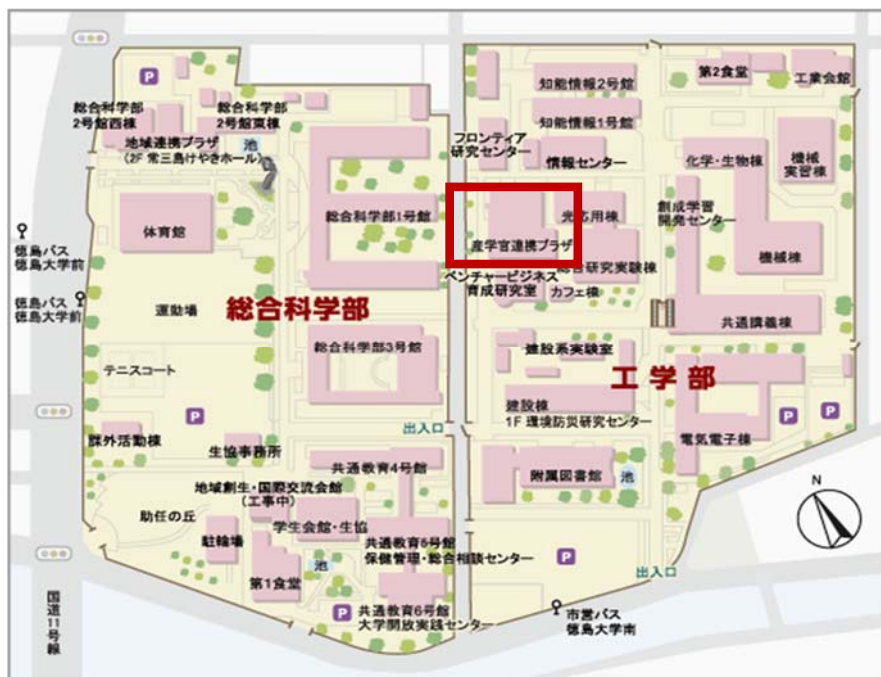 P
総合科学部
2号館西棟
総合科学部
2号館東棟
地域連携プラザ
(2F 常三島けやきホール)
池
フロンティア
研究センター
知能情報2号館
知能情報1号館
情報センター
第2食堂
工業会館
化学・生物棟
機械
実習棟
体育館
総合科学部1号館
産学官連携プラザ
光応用棟
創成学習
開発センター
機械棟
総合研究実験棟
徳島バス
徳島大学前
徳島バス
徳島大学前
ベンチャービジネス
育成研究室
カフェ棟
運動場
総合科学部
共通講義棟
総合科学部3号館
建設系実験室
工学部
テニスコート
P
建設棟
1F 環境防災研究センター
P
P
電気電子棟
課外活動棟
生協事務所
出入口
共通教育4号館
附属図書館
池
N
地域創生・国際交流会館
(工事中)
助任の丘
学生会館・生協
駐輪場
共通教育5号館
保健管理・総合相談センター
池
第1食堂
P
出入口
P
共通教育6号館
大学開放実践センター
市営バス
徳島大学南
国道11号線